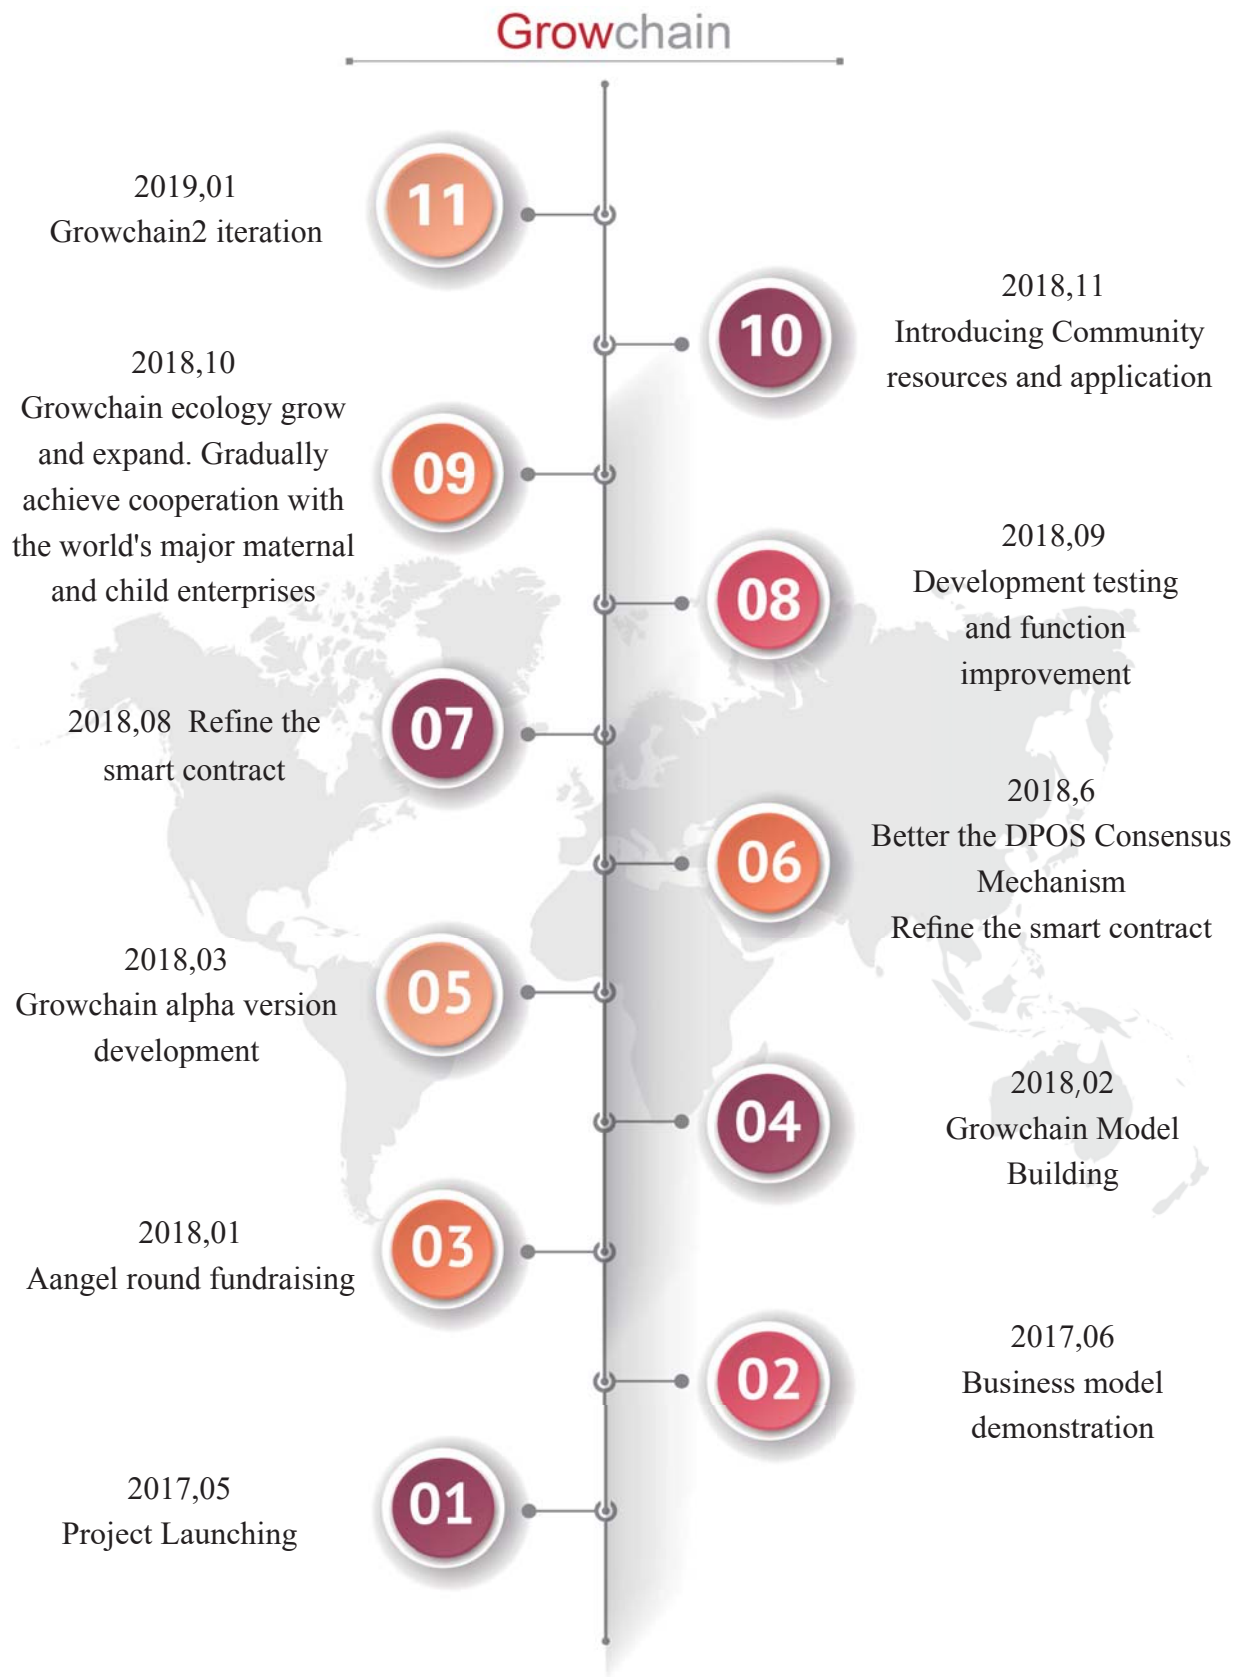 Growchain
2019,01
Growchain2 iteration
11
10
2018,11
Introducing Community
resources and application
2018,10
Growchain ecology grow
and expand. Gradually
achieve cooperation with
the world's major maternal
and child enterprises
09
08
2018,09
Development testing
and function
improvement
2018,08 Refine the
smart contract
07
06
2018,6
Better the DPOS Consensus
Mechanism
Refine the smart contract
2018,03
Growchain alpha version
development
05
04
2018,02
Growchain Model
Building
2018,01
Aangel round fundraising
03
02
2017,06
Business model
demonstration
2017,05
Project Launching
01